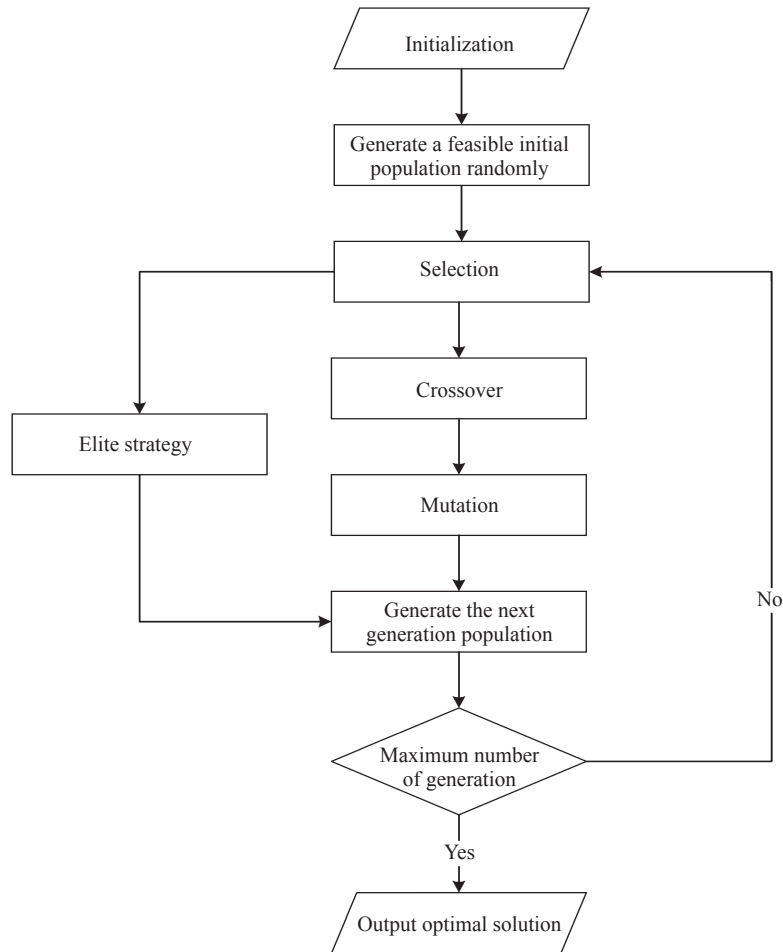 Initialization
Generate a feasible initial
population randomly
Selection
Crossover
Elite strategy
Mutation
Generate the next
generation population
No
Maximum number
of generation
Yes
Output optimal solution